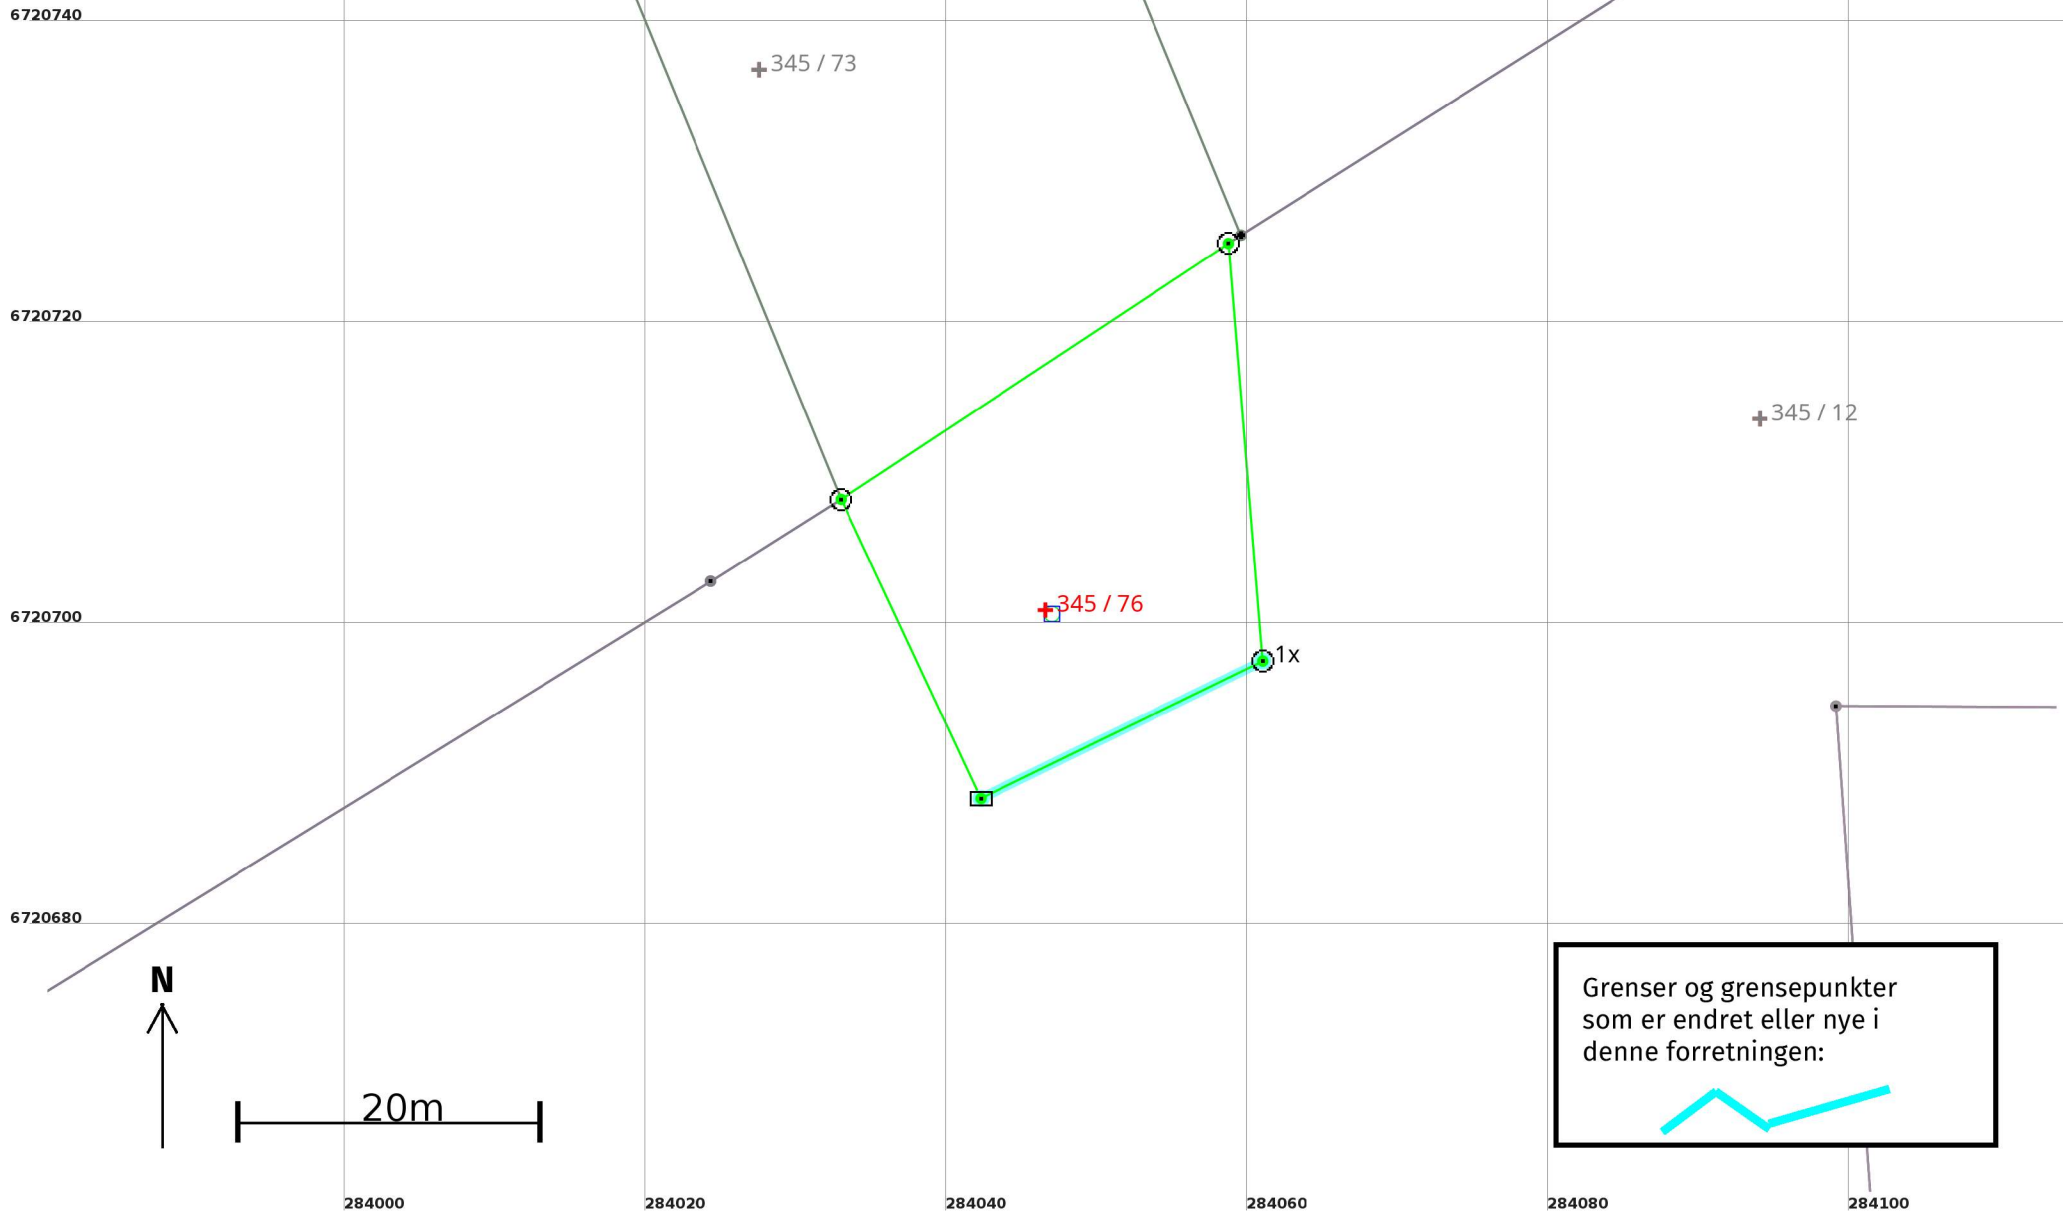 6720740
345 / 73
6720720
345 / 12
6720700
345 / 76
1x
6720680
N
20m
Grenser og grensepunkter
som er endret eller nye i
denne forretningen:
284000
284020
284040
284060
284080
284100